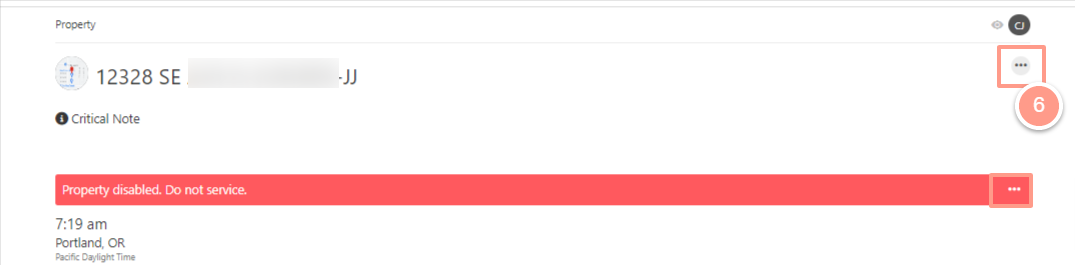 Property
CJ
12328 SE -JJ
6
Critical Note
Property disabled. Do not service.
7:19 am
Portland, OR
Pacific Daylight Time